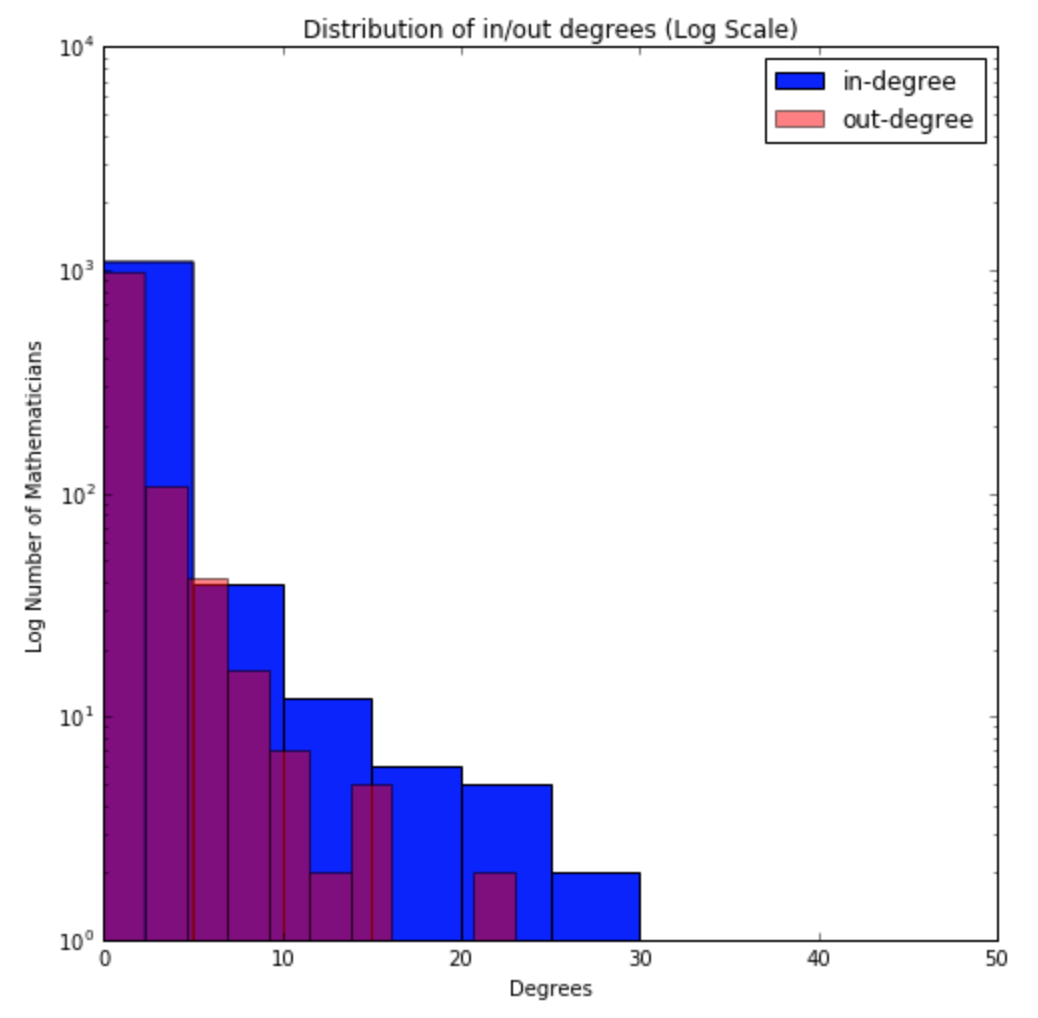 Distribution of in/out degrees (Log Scale)
in-degree
out-degree
10⁴
10³
10²
10¹
10⁰
Log Number of Mathematicians
0 10 20 30 40 50
Degrees